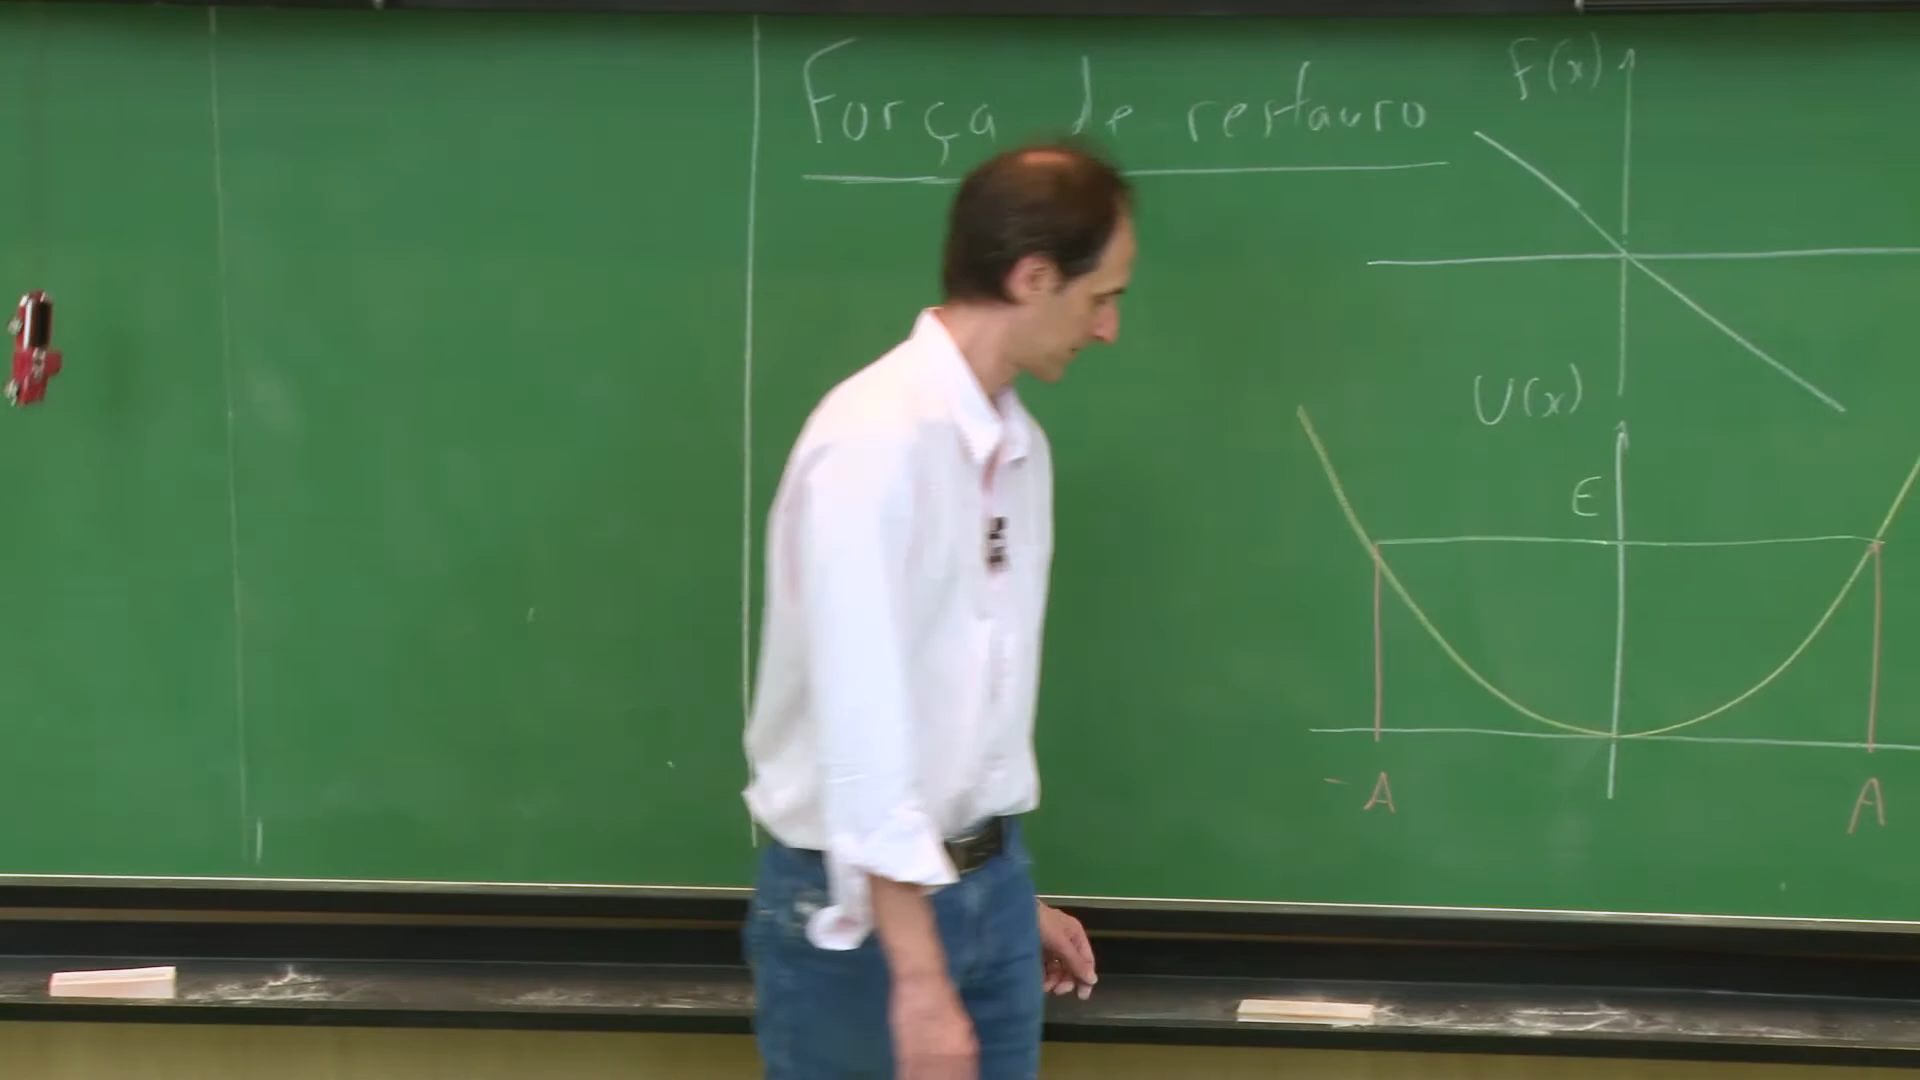 Força de restauro
F(x)
U(x)
E
-A
A